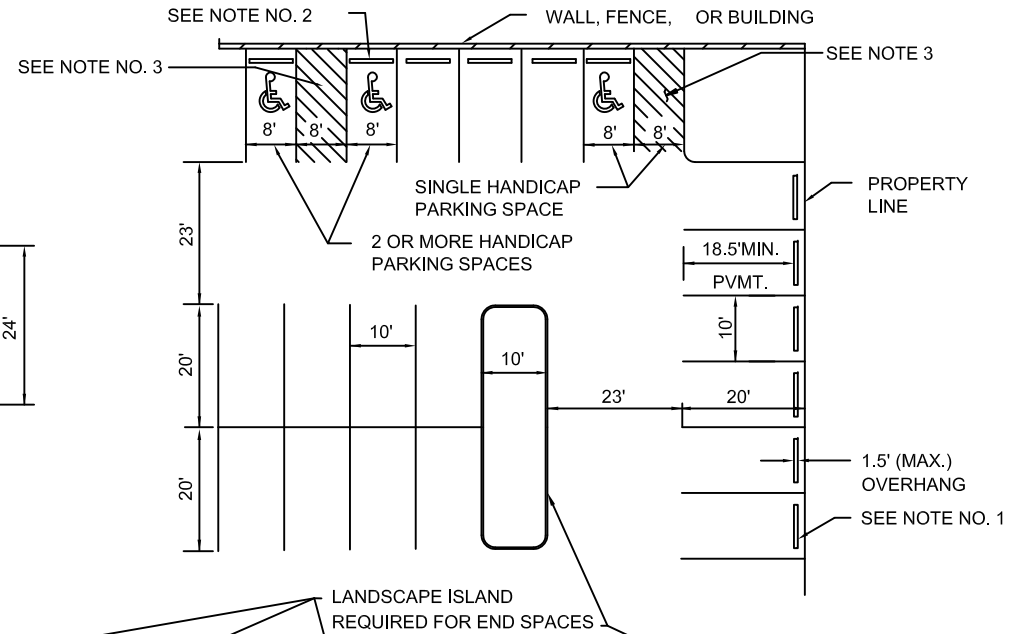 SEE NOTE NO. 2
WALL, FENCE, OR BUILDING
SEE NOTE NO. 3
SEE NOTE 3
8'
8'
8'
8'
8'
SINGLE HANDICAP
PARKING SPACE
PROPERTY
LINE
23'
2 OR MORE HANDICAP
PARKING SPACES
18.5'MIN.
PVMT.
24'
10'
10'
20'
10'
23'
20'
20'
1.5' (MAX.)
OVERHANG
SEE NOTE NO. 1
LANDSCAPE ISLAND
REQUIRED FOR END SPACES